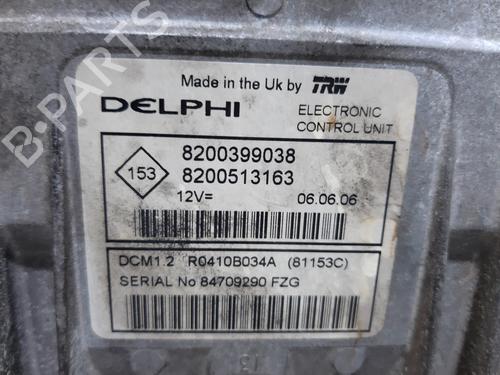 B-PARTS
Made in the Uk by TRW
DELPHI ELECTRONIC
CONTROL UNIT
153
8200399038
8200513163
12V= 06.06.06
DCM1.2 R0410B034A (81153C)
SERIAL No 84709290 FZG
13